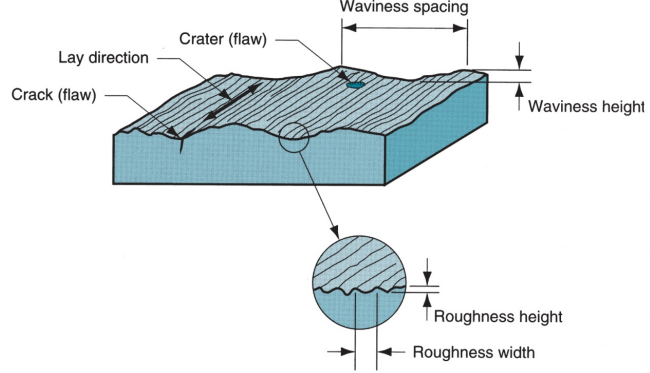 Waviness spacing
Crater (flaw)
Lay direction
Crack (flaw)
Waviness height
Roughness height
Roughness width